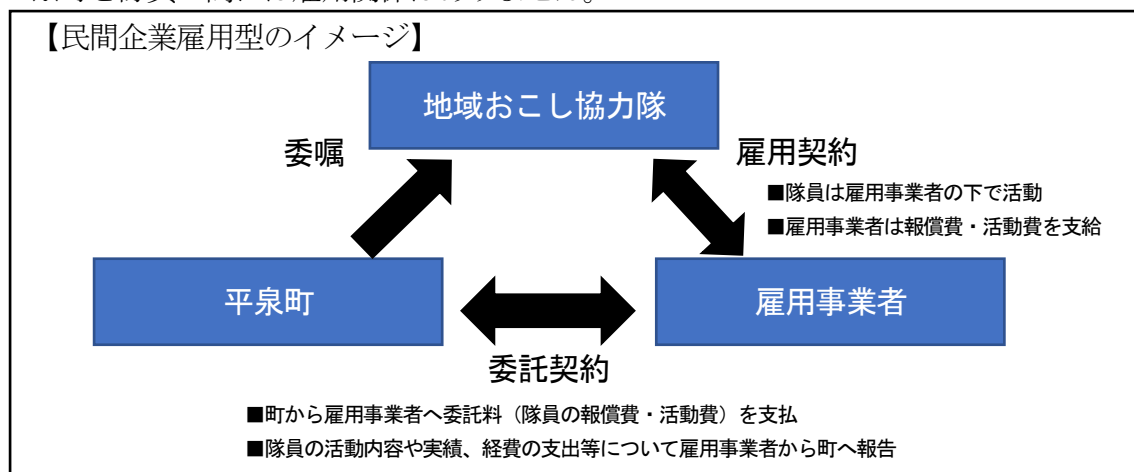 【民間企業雇用型のイメージ】
地域おこし協力隊
委嘱
雇用契約
■隊員は雇用事業者の下で活動
■雇用事業者は報償費・活動費を支給
平泉町
雇用事業者
委託契約
■町から雇用事業者へ委託料（隊員の報償費・活動費）を支払
■隊員の活動内容や実績、経費の支出等について雇用事業者から町へ報告